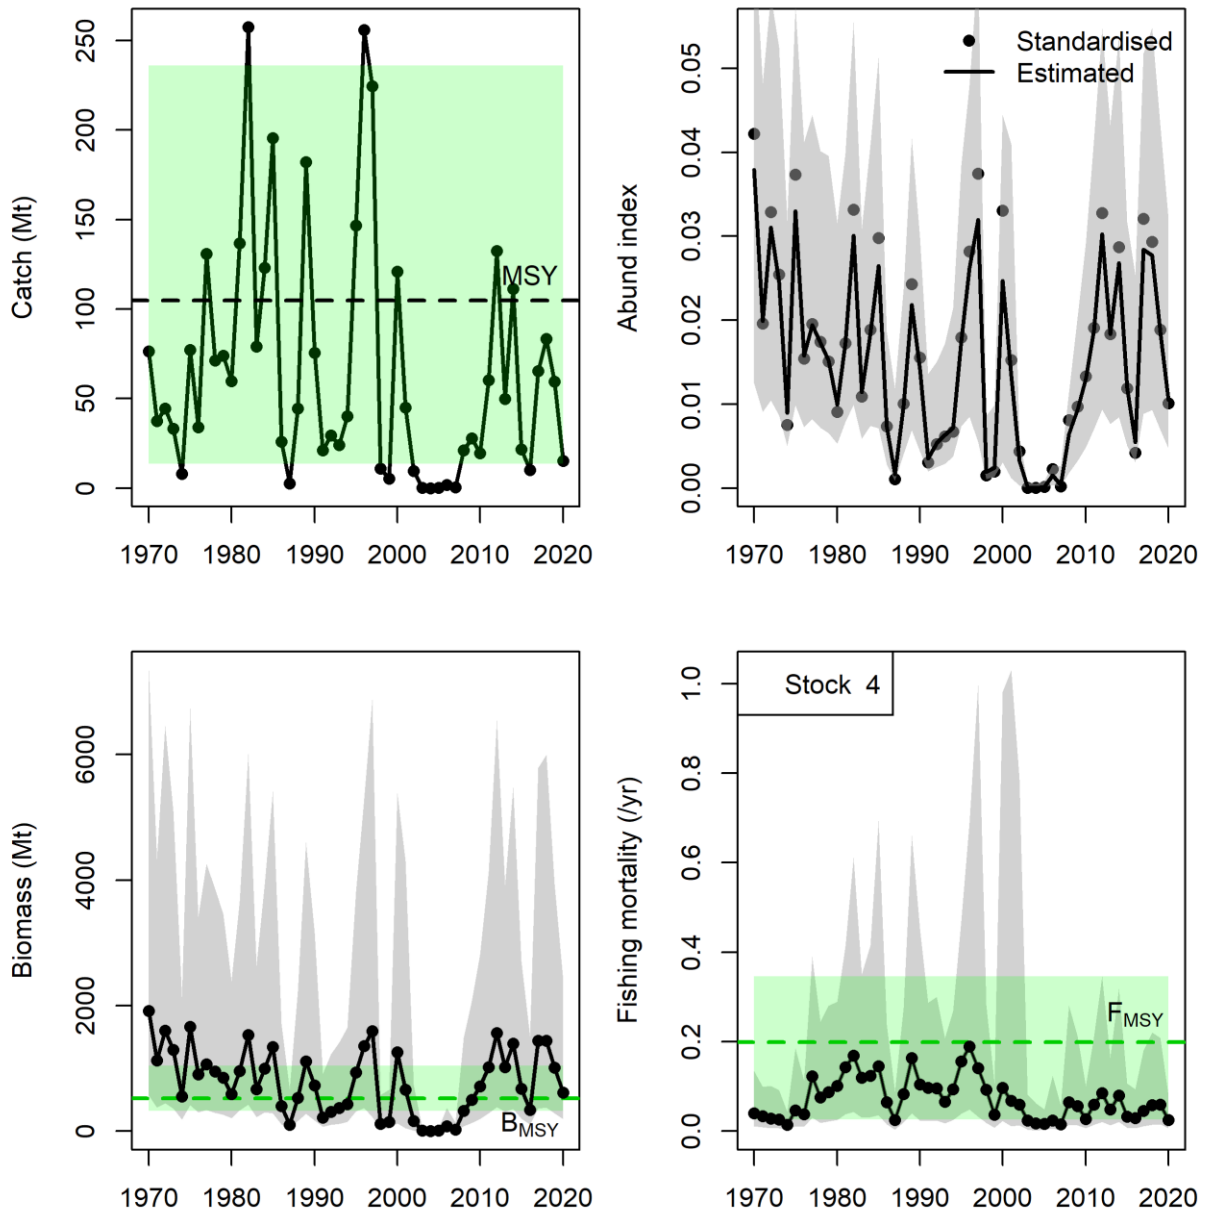 Catch (Mt)
250
200
150
100
50
0
MSY
1970 1980 1990 2000 2010 2020
Abund index
0.05
0.04
0.03
0.02
0.01
0.00
Standardised
Estimated
1970 1980 1990 2000 2010 2020
Biomass (Mt)
6000
4000
2000
0
BMSY
1970 1980 1990 2000 2010 2020
Fishing mortality (/yr)
1.0
0.8
0.6
0.4
0.2
0.0
Stock 4
FMSY
1970 1980 1990 2000 2010 2020